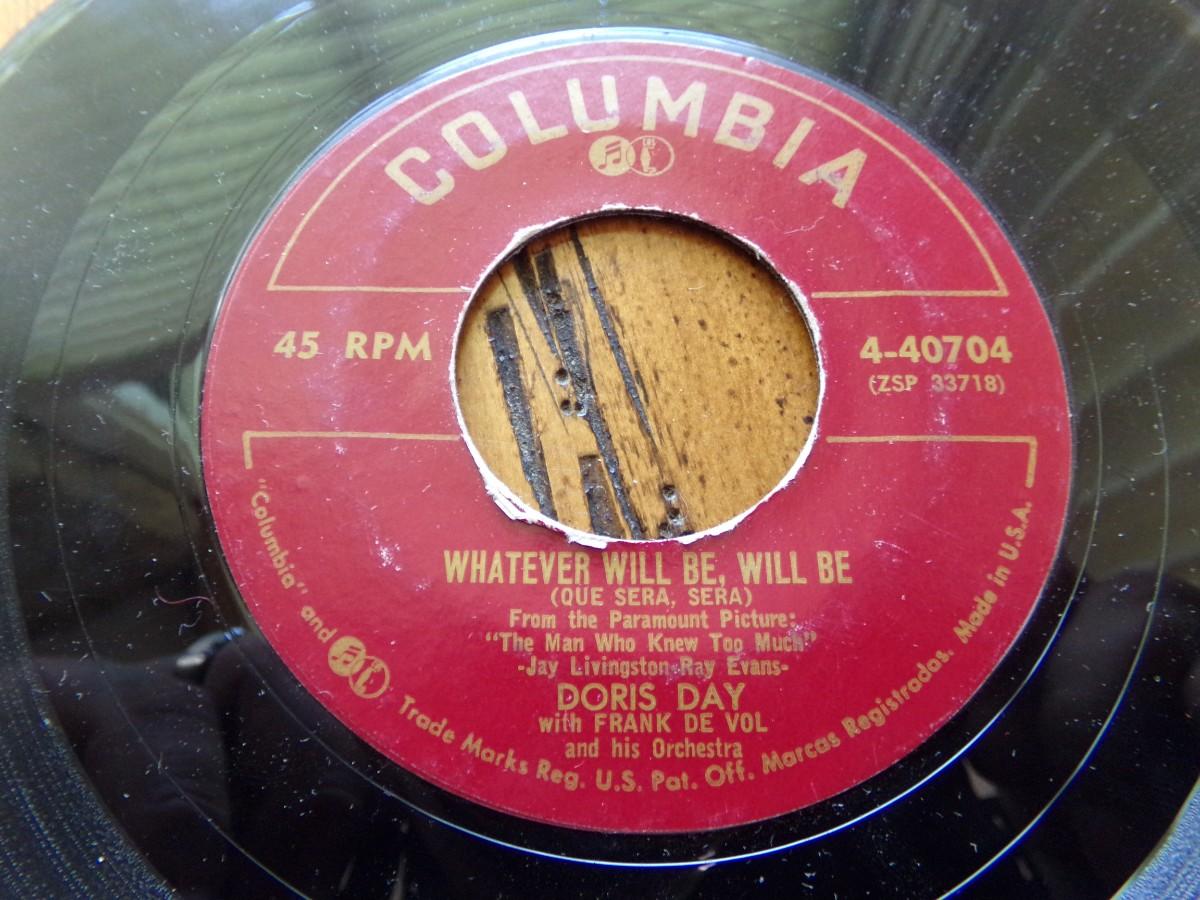 COLUMBIA
CBS
45 RPM
4-40704
(ZSP 33718)
WHATEVER WILL BE, WILL BE
(QUE SERA, SERA)
From the Paramount Picture:
"The Man Who Knew Too Much"
-Jay Livingston-Ray Evans-
DORIS DAY
with FRANK DE VOL
and his Orchestra
"Columbia" and Trade Marks Reg. U.S. Pat. Off. Marcas Registradas. Made in U.S.A.